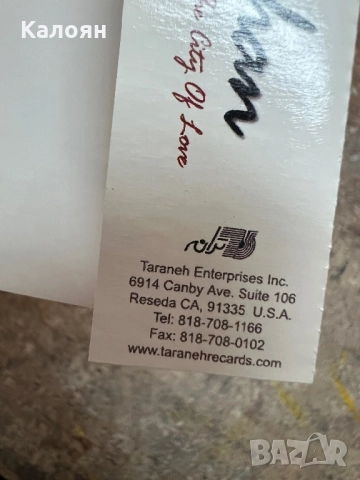 Калоян
City Of Love
ترانه
Taraneh Enterprises Inc.
6914 Canby Ave. Suite 106
Reseda CA, 91335 U.S.A.
Tel: 818-708-1166
Fax: 818-708-0102
www.taranehrecards.com
BAZAR